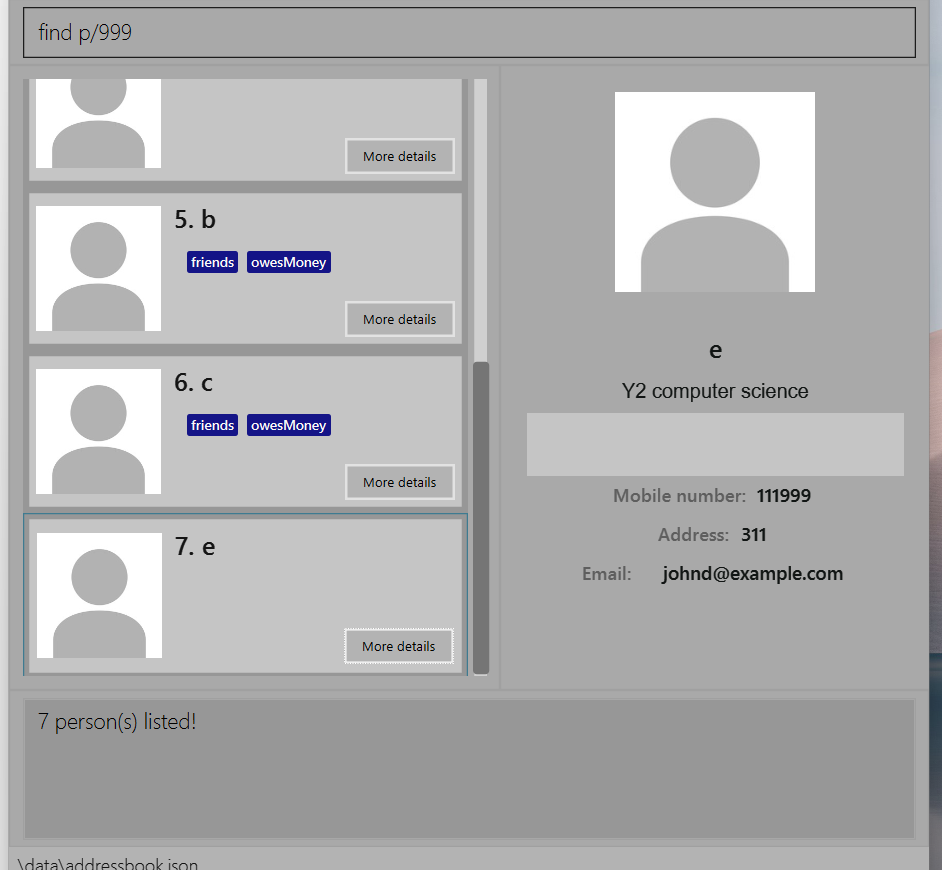 find p/999
More details
5. b
friends owesMoney
More details
6. c
friends owesMoney
More details
7. e
More details
e
Y2 computer science
Mobile number: 111999
Address: 311
Email: johnd@example.com
7 person(s) listed!
\data\addressbook.json